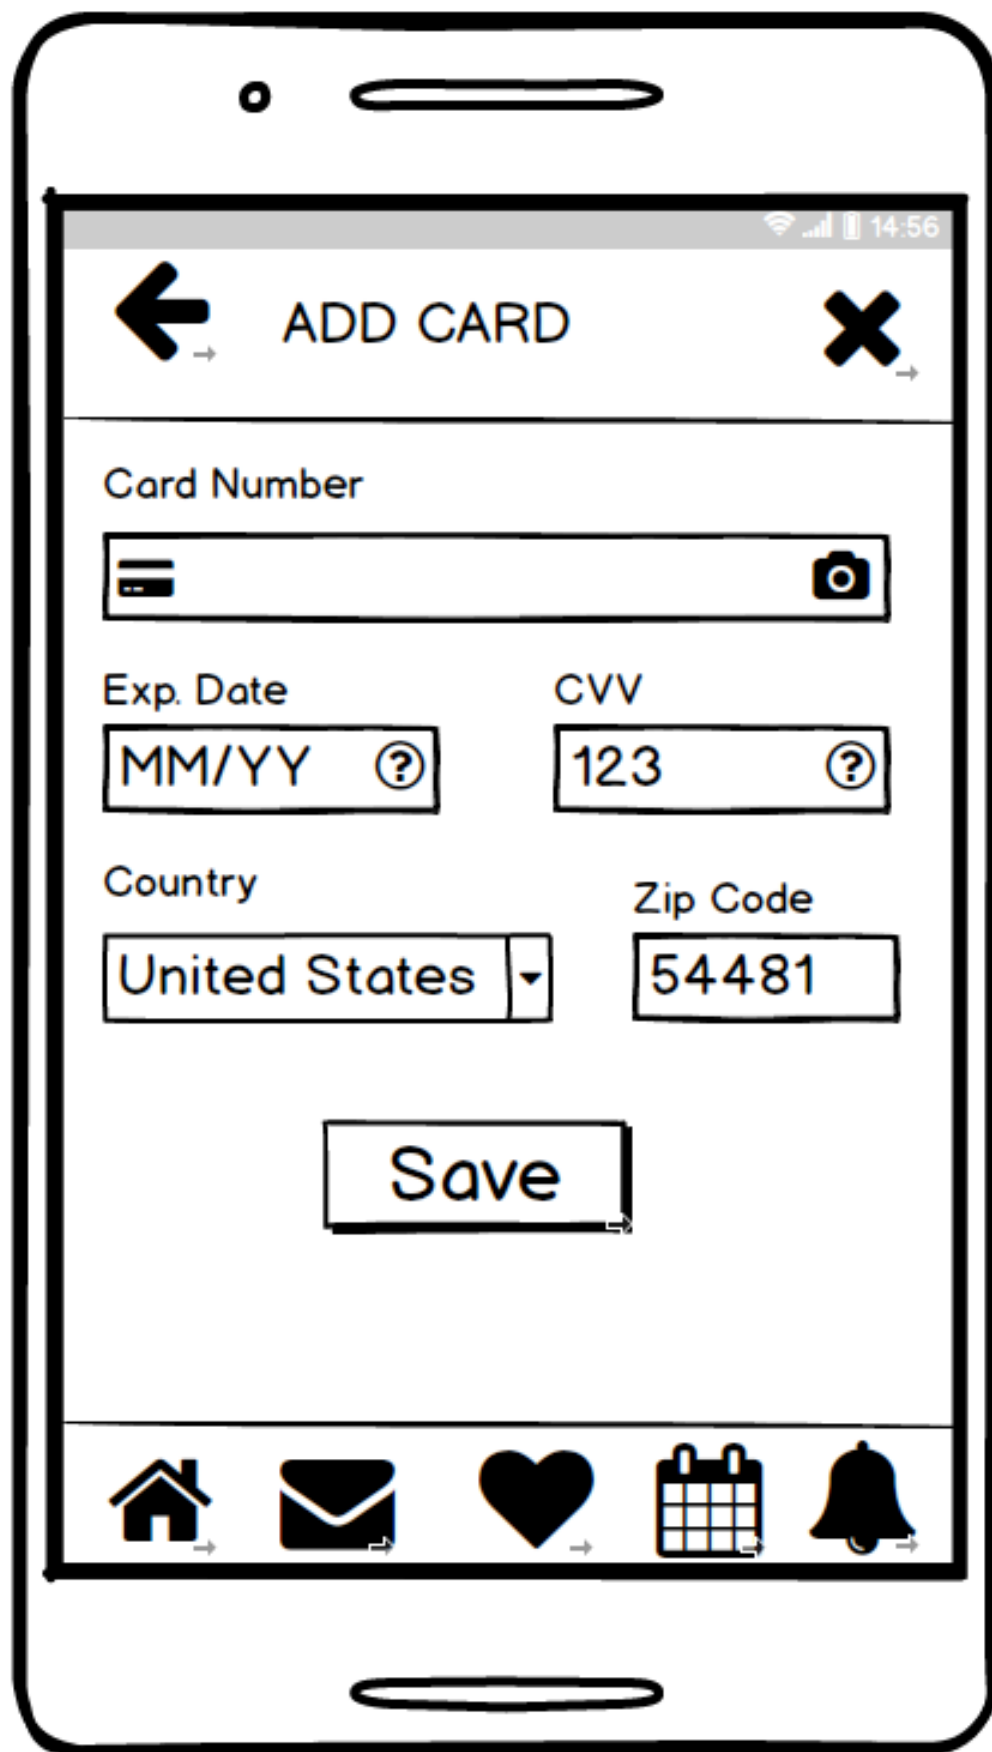 14:56
ADD CARD
Card Number
Exp. Date CVV
MM/YY ? 123 ?
Country Zip Code
United States 54481
Save